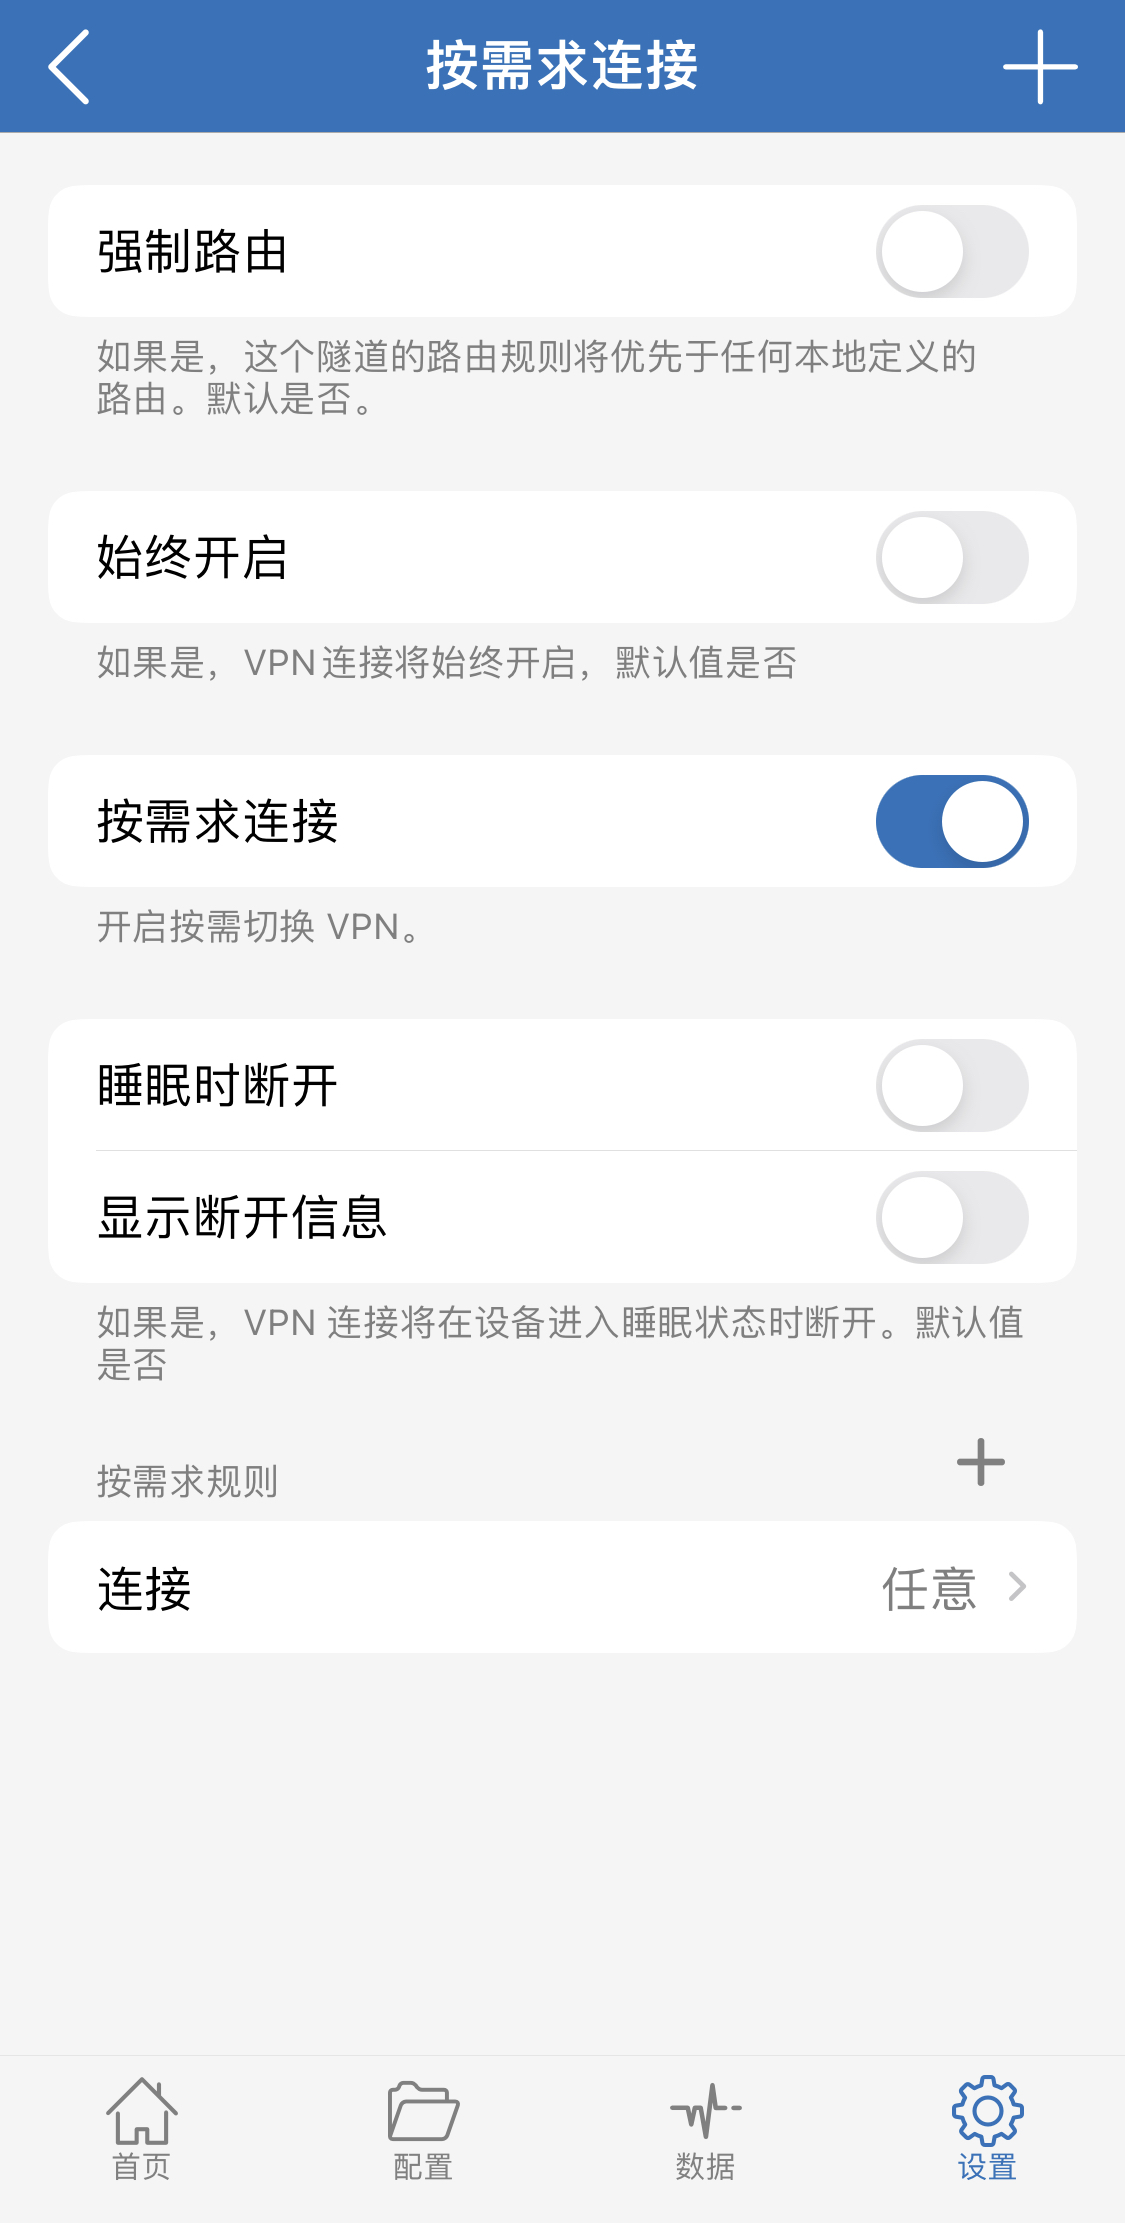 按需求连接
强制路由
如果是，这个隧道的路由规则将优先于任何本地定义的
路由。默认是否。
始终开启
如果是，VPN 连接将始终开启，默认值是否
按需求连接
开启按需切换 VPN。
睡眠时断开
显示断开信息
如果是，VPN 连接将在设备进入睡眠状态时断开。默认值
是否
按需求规则
连接 任意
首页 配置 数据 设置